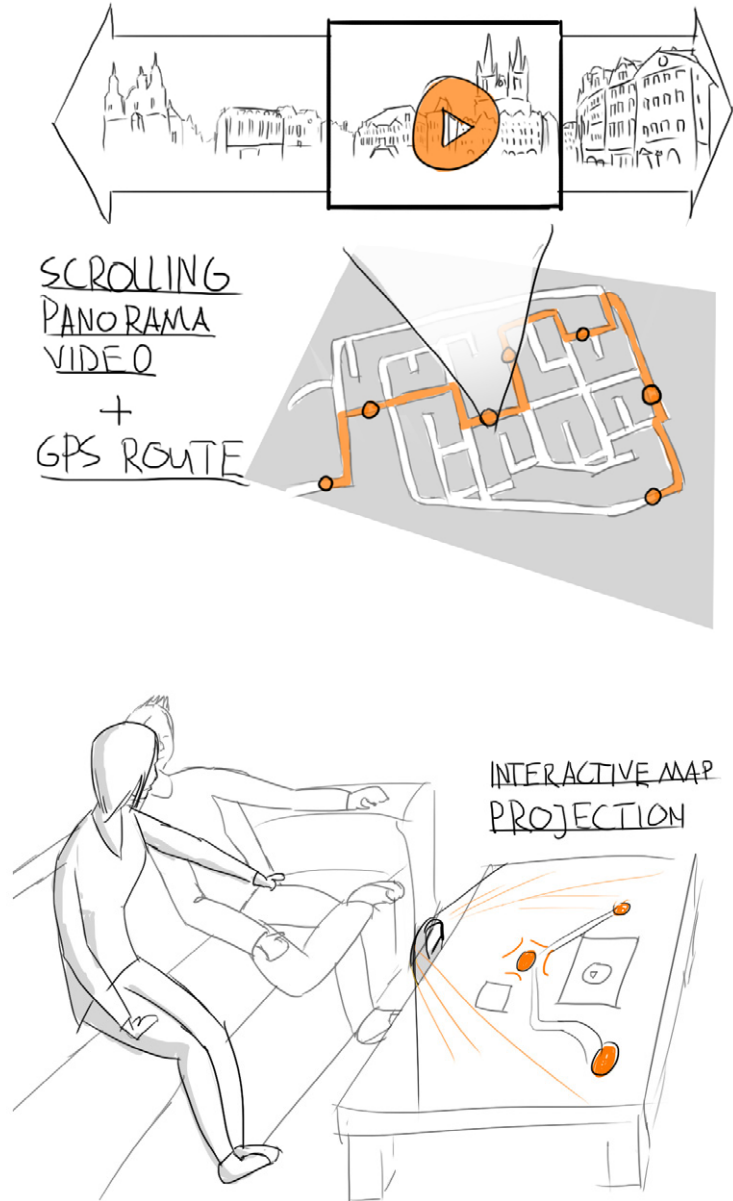 SCROLLING
PANORAMA
VIDEO
+
GPS ROUTE
INTERACTIVE MAP
PROJECTION